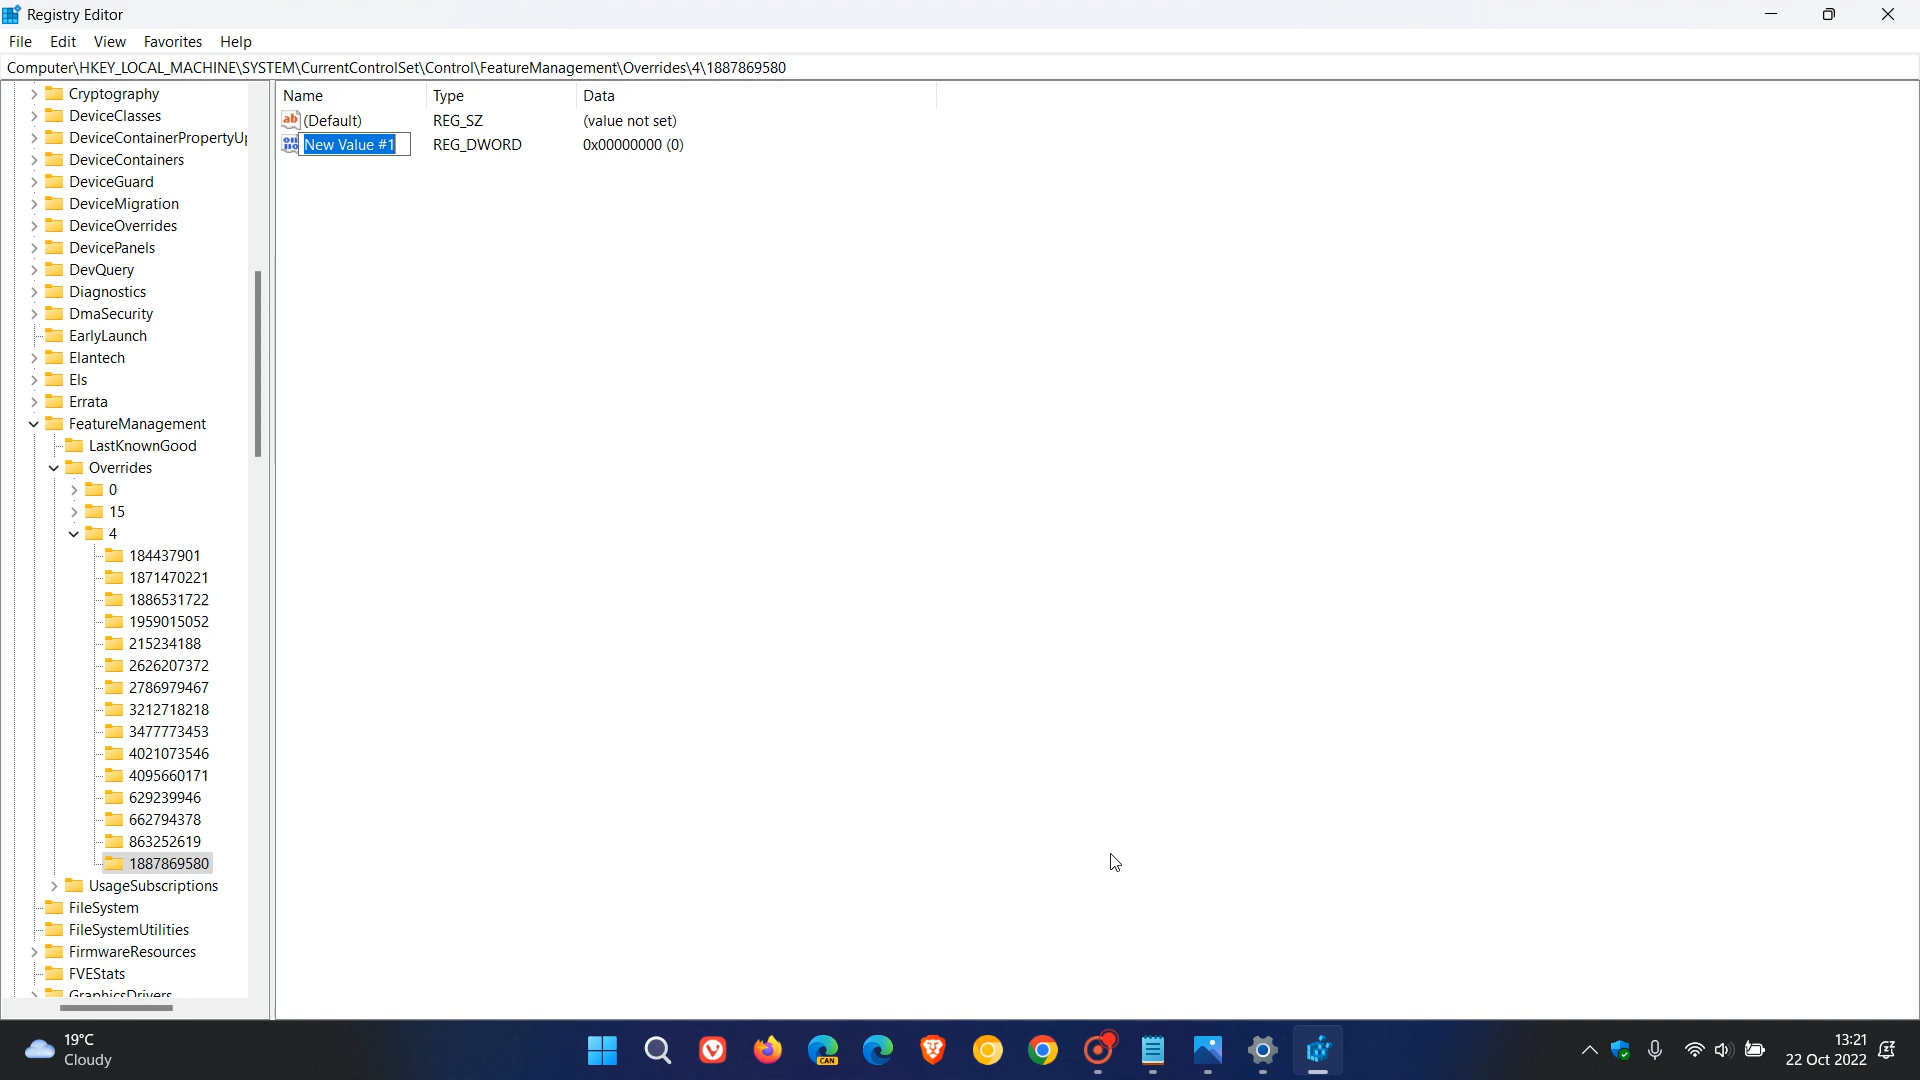 Registry Editor
File Edit View Favorites Help
Computer\HKEY_LOCAL_MACHINE\SYSTEM\CurrentControlSet\Control\FeatureManagement\Overrides\4\1887869580
Cryptography
DeviceClasses
DeviceContainerPropertyU
DeviceContainers
DeviceGuard
DeviceMigration
DeviceOverrides
DevicePanels
DevQuery
Diagnostics
DmaSecurity
EarlyLaunch
Elantech
Els
Errata
FeatureManagement
LastKnownGood
Overrides
0
15
4
184437901
1871470221
1886531722
1959015052
215234188
2626207372
2786979467
3212718218
3477773453
4021073546
4095660171
629239946
662794378
863252619
1887869580
UsageSubscriptions
FileSystem
FileSystemUtilities
FirmwareResources
FVEStats
GraphicsDrivers
Name Type Data
ab (Default) REG_SZ (value not set)
New Value #1 REG_DWORD 0x00000000 (0)
19°C
Cloudy
CAN
13:21
22 Oct 2022